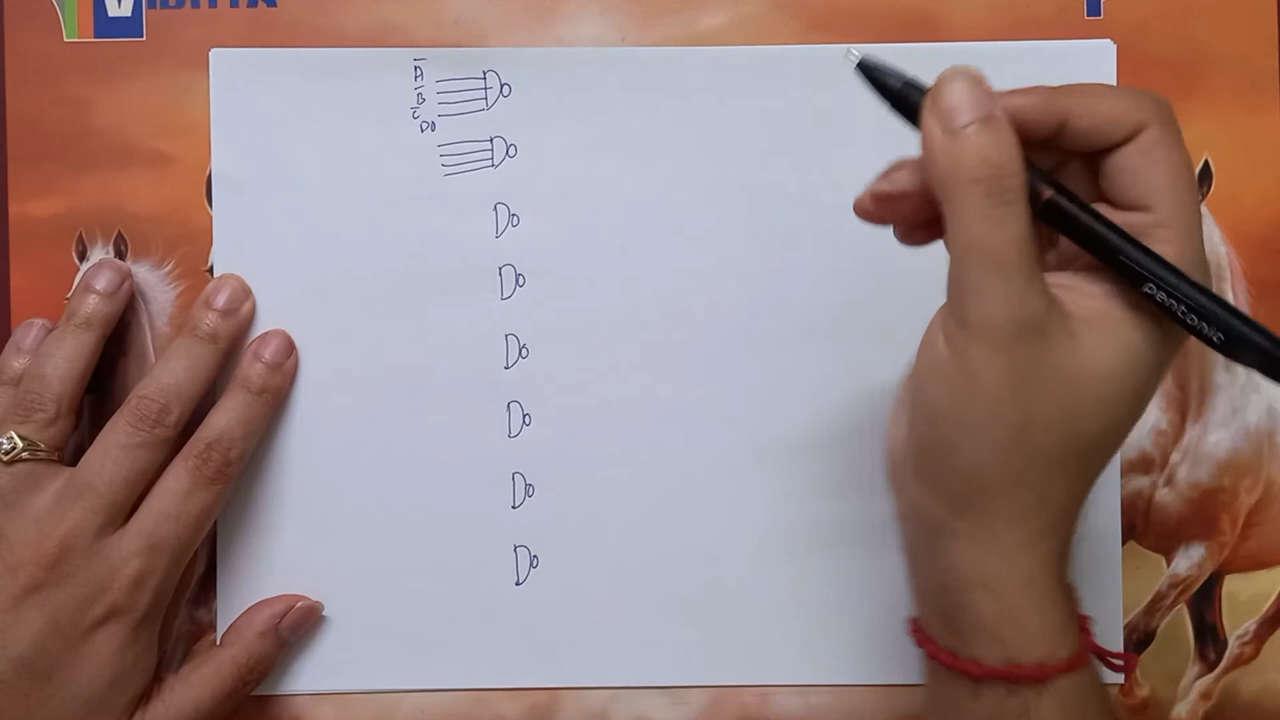 A̅
B̅
C̅
D0
pentonic